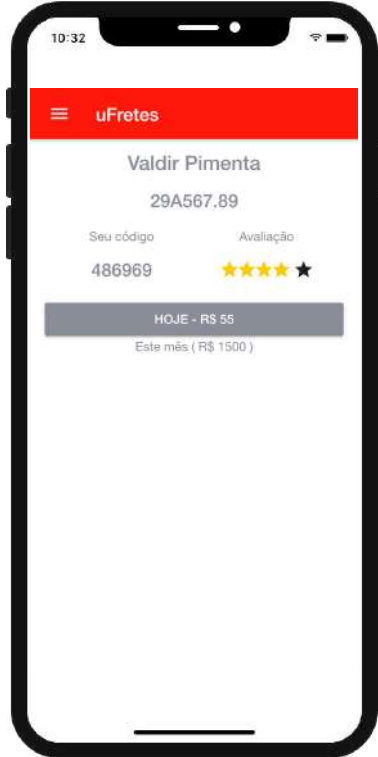 10:32
uFretes
Valdir Pimenta
29A567.89
Seu código Avaliação
486969
HOJE - R$ 55
Este mês ( R$ 1500 )